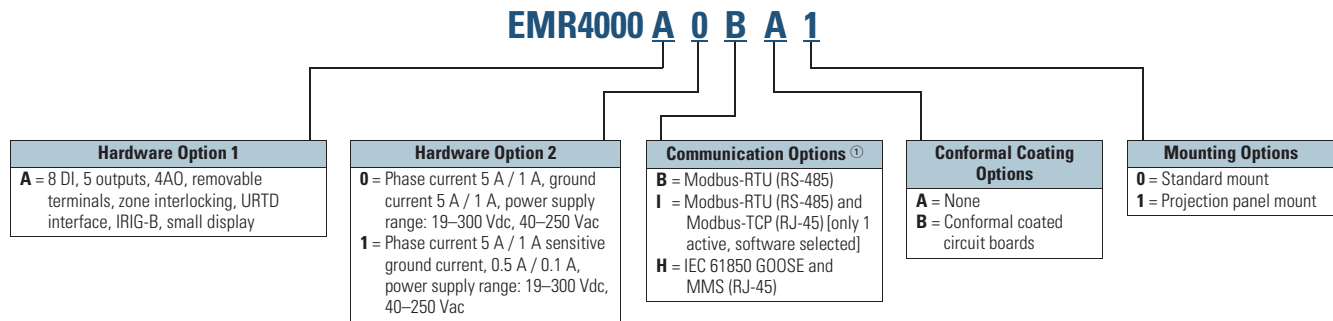 EMR4000 A 0 B A 1
Hardware Option 1
A = 8 DI, 5 outputs, 4AO, removable
terminals, zone interlocking, URTD
interface, IRIG-B, small display
Hardware Option 2
0 = Phase current 5 A / 1 A, ground
current 5 A / 1 A, power supply
range: 19–300 Vdc, 40–250 Vac
1 = Phase current 5 A / 1 A sensitive
ground current, 0.5 A / 0.1 A,
power supply range: 19–300 Vdc,
40–250 Vac
Communication Options ①
B = Modbus-RTU (RS-485)
I = Modbus-RTU (RS-485) and
Modbus-TCP (RJ-45) [only 1
active, software selected]
H = IEC 61850 GOOSE and
MMS (RJ-45)
Conformal Coating
Options
A = None
B = Conformal coated
circuit boards
Mounting Options
0 = Standard mount
1 = Projection panel mount